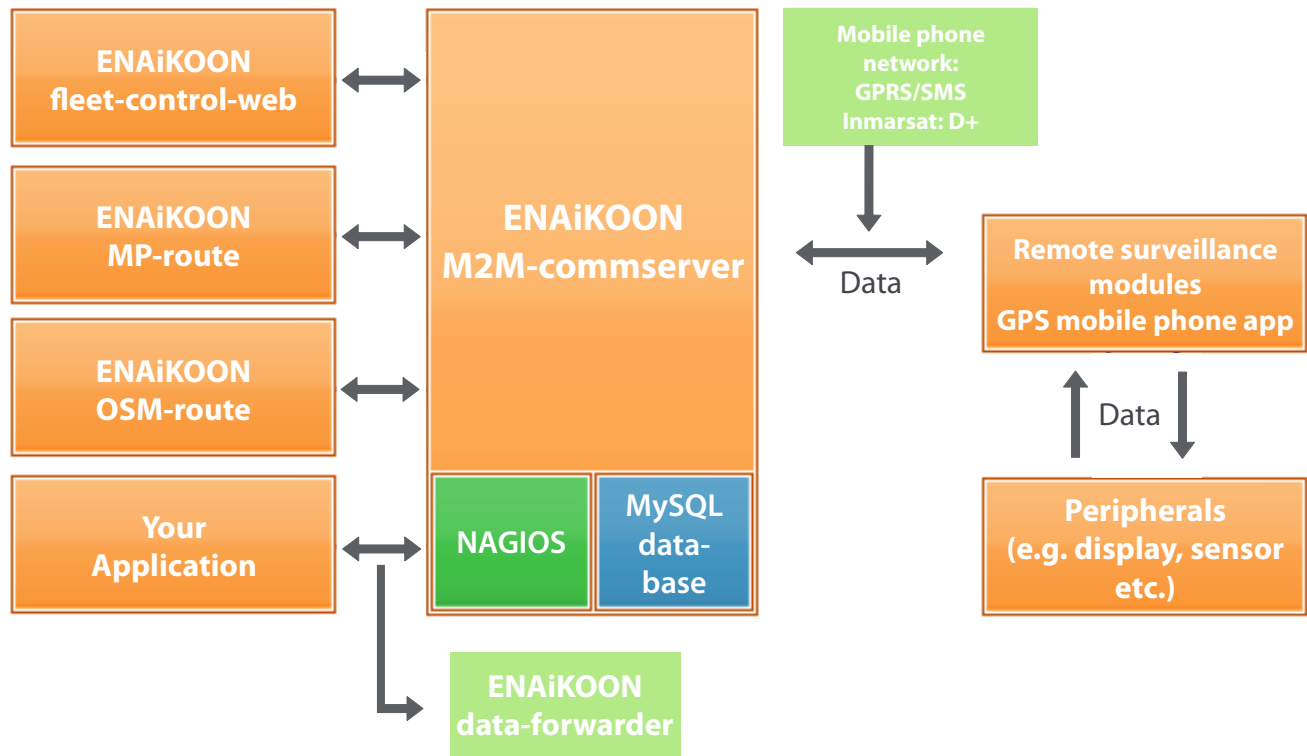 ENAiKOON
fleet-control-web
ENAiKOON
MP-route
ENAiKOON
OSM-route
Your
Application
ENAiKOON
M2M-commserver
NAGIOS
MySQL
data-
base
ENAiKOON
data-forwarder
Mobile phone
network:
GPRS/SMS
Inmarsat: D+
Data
Remote surveillance
modules
GPS mobile phone app
Data
Peripherals
(e.g. display, sensor
etc.)